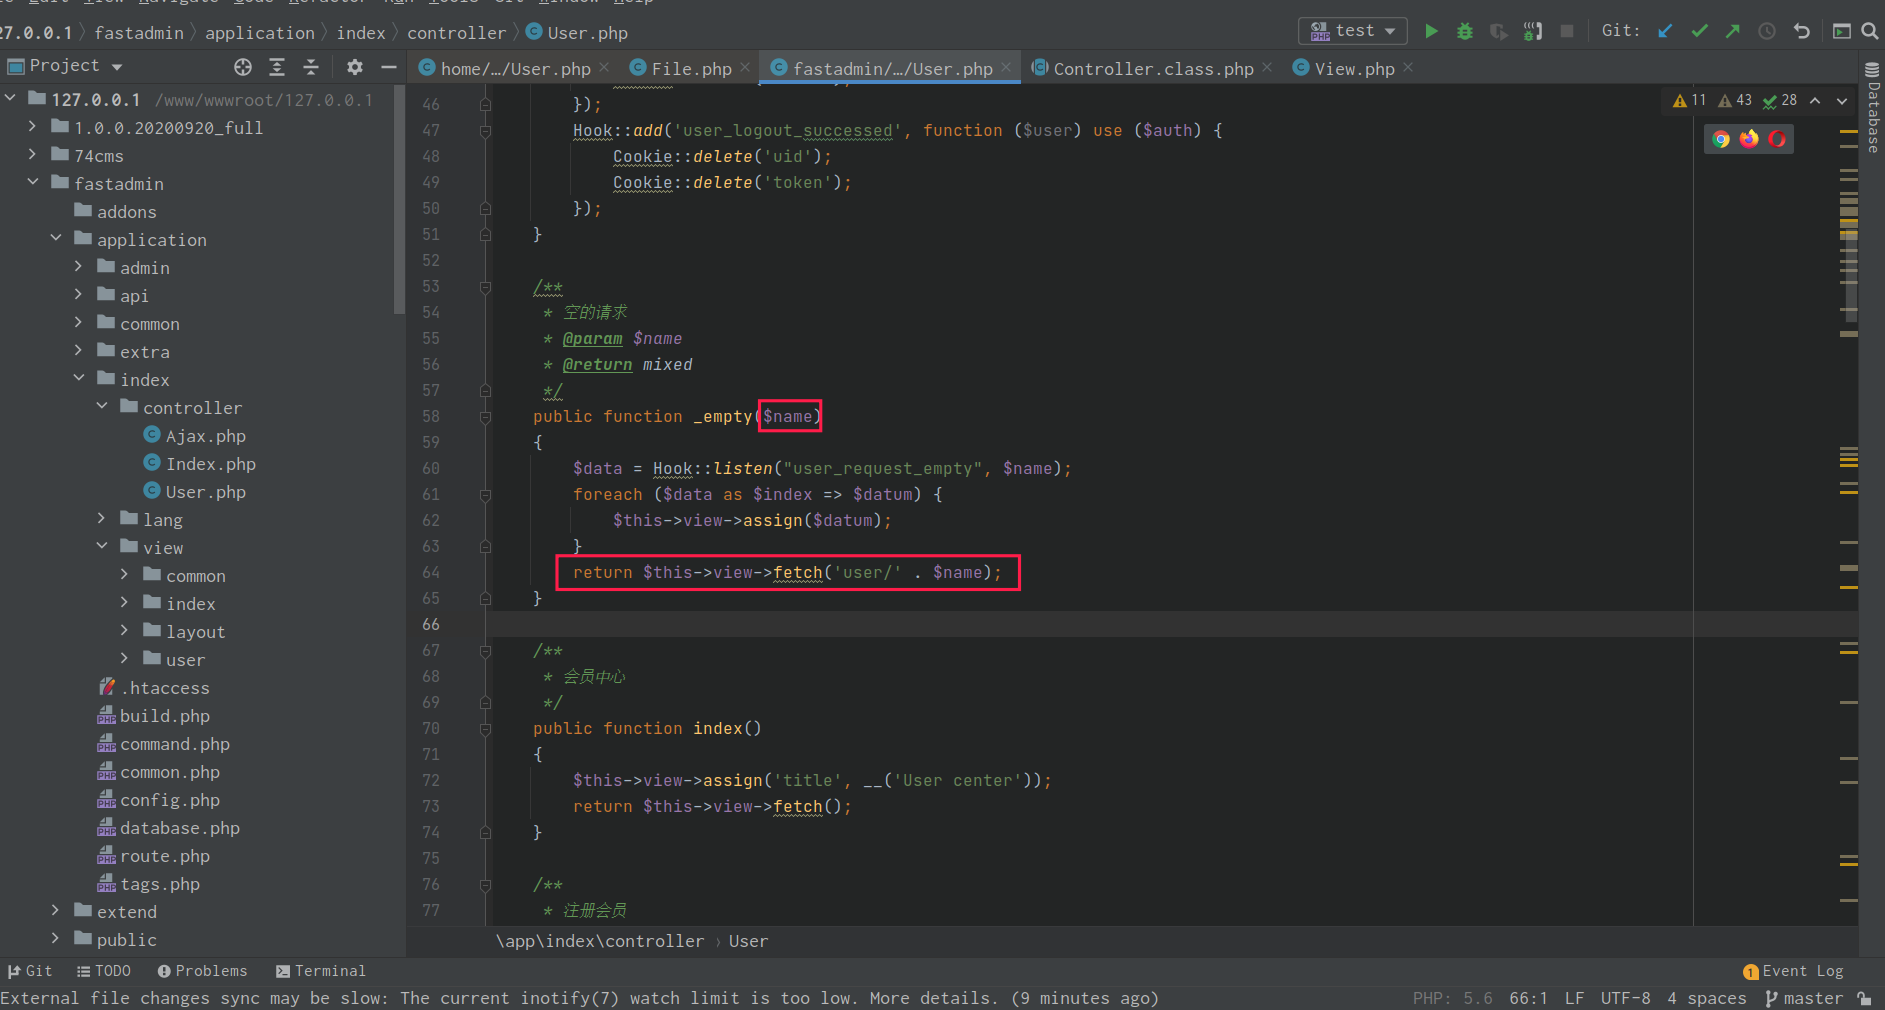 127.0.0.1 fastadmin application index controller User.php
test
Git:
Project
home/.../User.php
File.php
fastadmin/.../User.php
Controller.class.php
View.php
Database
127.0.0.1 /www/wwwroot/127.0.0.1
1.0.0.20200920_full
74cms
fastadmin
addons
application
admin
api
common
extra
index
controller
Ajax.php
Index.php
User.php
lang
view
common
index
layout
user
.htaccess
build.php
command.php
common.php
config.php
database.php
route.php
tags.php
extend
public
11 43 28
46 });
47 Hook::add('user_logout_successed', function ($user) use ($auth) {
48 Cookie::delete('uid');
49 Cookie::delete('token');
50 });
51 }
52
53 /**
54 * 空的请求
55 * @param $name
56 * @return mixed
57 */
58 public function _empty($name)
59 {
60 $data = Hook::listen("user_request_empty", $name);
61 foreach ($data as $index => $datum) {
62 $this->view->assign($datum);
63 }
64 return $this->view->fetch('user/' . $name);
65 }
66
67 /**
68 * 会员中心
69 */
70 public function index()
71 {
72 $this->view->assign('title', __('User center'));
73 return $this->view->fetch();
74 }
75
76 /**
77 * 注册会员
\app\index\controller › User
Git TODO Problems Terminal
1 Event Log
External file changes sync may be slow: The current inotify(7) watch limit is too low. More details. (9 minutes ago)
PHP: 5.6 66:1 LF UTF-8 4 spaces master